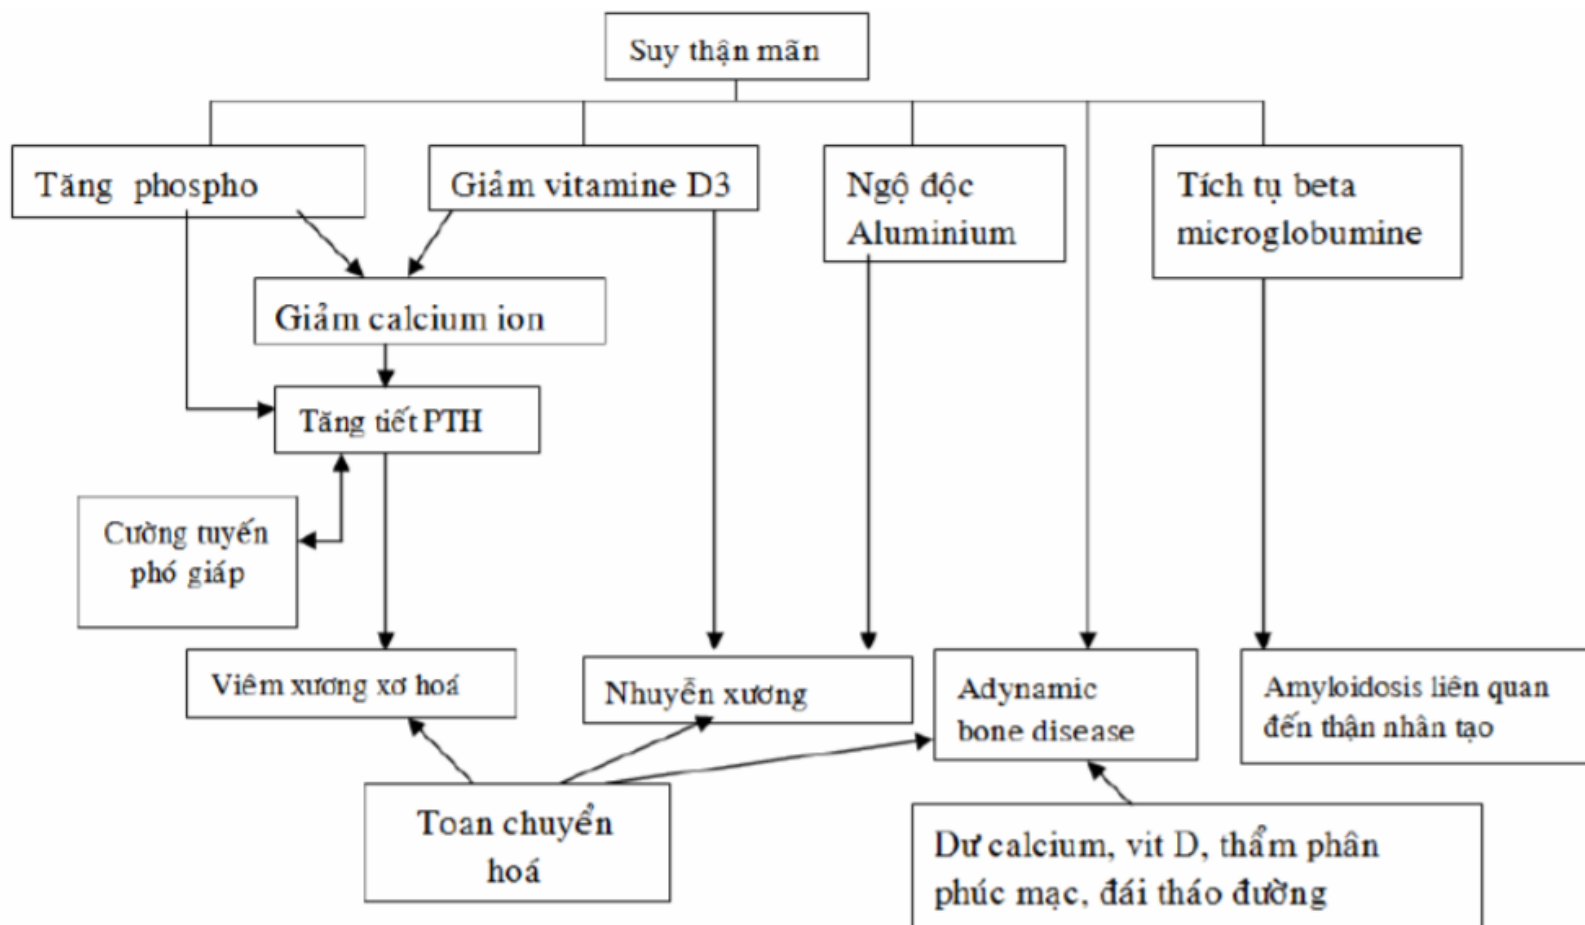 Suy thận mãn
Tăng phospho
Giảm vitamine D3
Ngộ độc
Aluminium
Tích tụ beta
microglobumine
Giảm calcium ion
Tăng tiết PTH
Cường tuyến
phó giáp
Viêm xương xơ hoá
Nhuyễn xương
Adynamic
bone disease
Amyloidosis liên quan
đến thận nhân tạo
Toan chuyển
hoá
Dư calcium, vit D, thẩm phân
phúc mạc, đái tháo đường